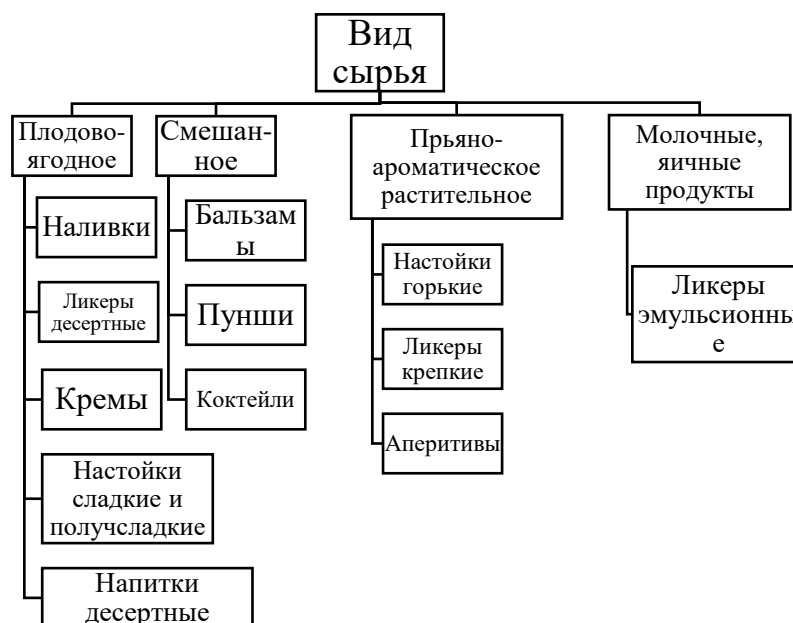 Вид
сырья
Плодово-
ягодное
Наливки
Ликеры
десертные
Кремы
Настойки
сладкие и
получсладкие
Напитки
десертные
Смешан-
ное
Бальзам
ы
Пунши
Коктейли
Прьяно-
ароматическое
растительное
Настойки
горькие
Ликеры
крепкие
Аперитивы
Молочные,
яичные
продукты
Ликеры
эмульсионны
е